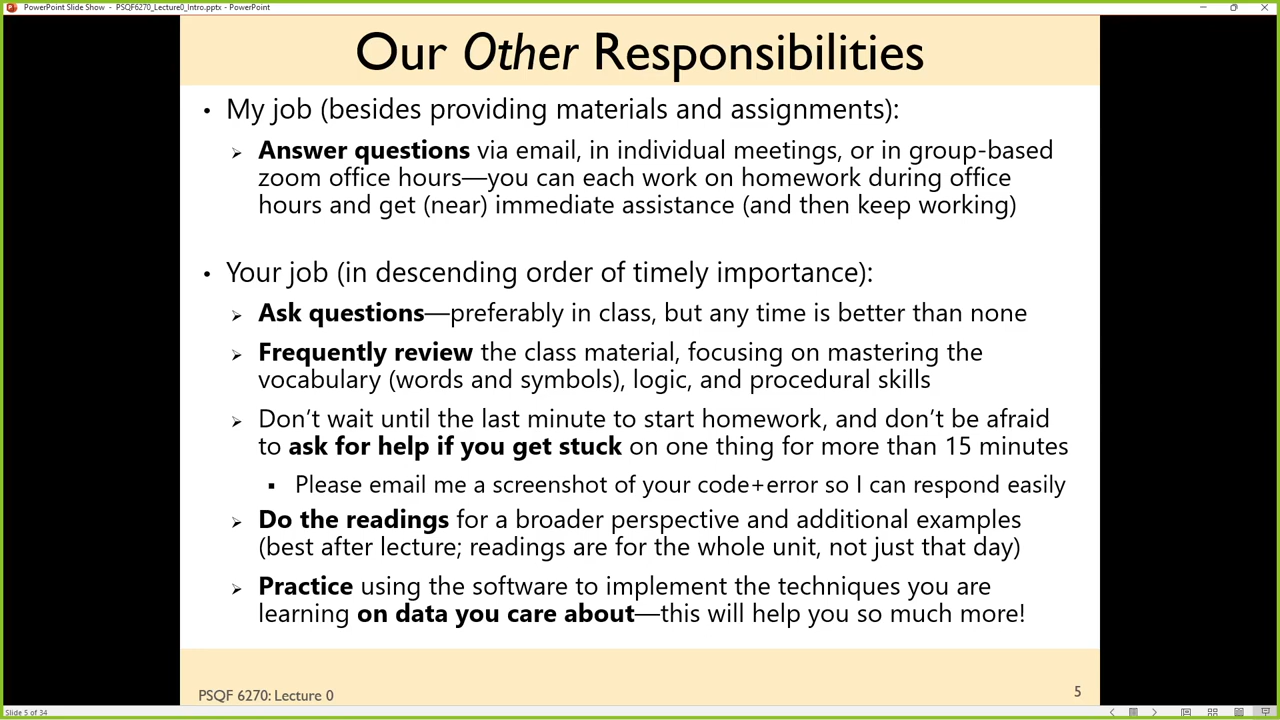 PowerPoint Slide Show - PSQF6270_Lecture0_Intro.pptx - PowerPoint
Our Other Responsibilities
• My job (besides providing materials and assignments):
➢ Answer questions via email, in individual meetings, or in group-based
zoom office hours—you can each work on homework during office
hours and get (near) immediate assistance (and then keep working)
• Your job (in descending order of timely importance):
➢ Ask questions—preferably in class, but any time is better than none
➢ Frequently review the class material, focusing on mastering the
vocabulary (words and symbols), logic, and procedural skills
➢ Don't wait until the last minute to start homework, and don't be afraid
to ask for help if you get stuck on one thing for more than 15 minutes
▪ Please email me a screenshot of your code+error so I can respond easily
➢ Do the readings for a broader perspective and additional examples
(best after lecture; readings are for the whole unit, not just that day)
➢ Practice using the software to implement the techniques you are
learning on data you care about—this will help you so much more!
PSQF 6270: Lecture 0
5
Slide 5 of 34